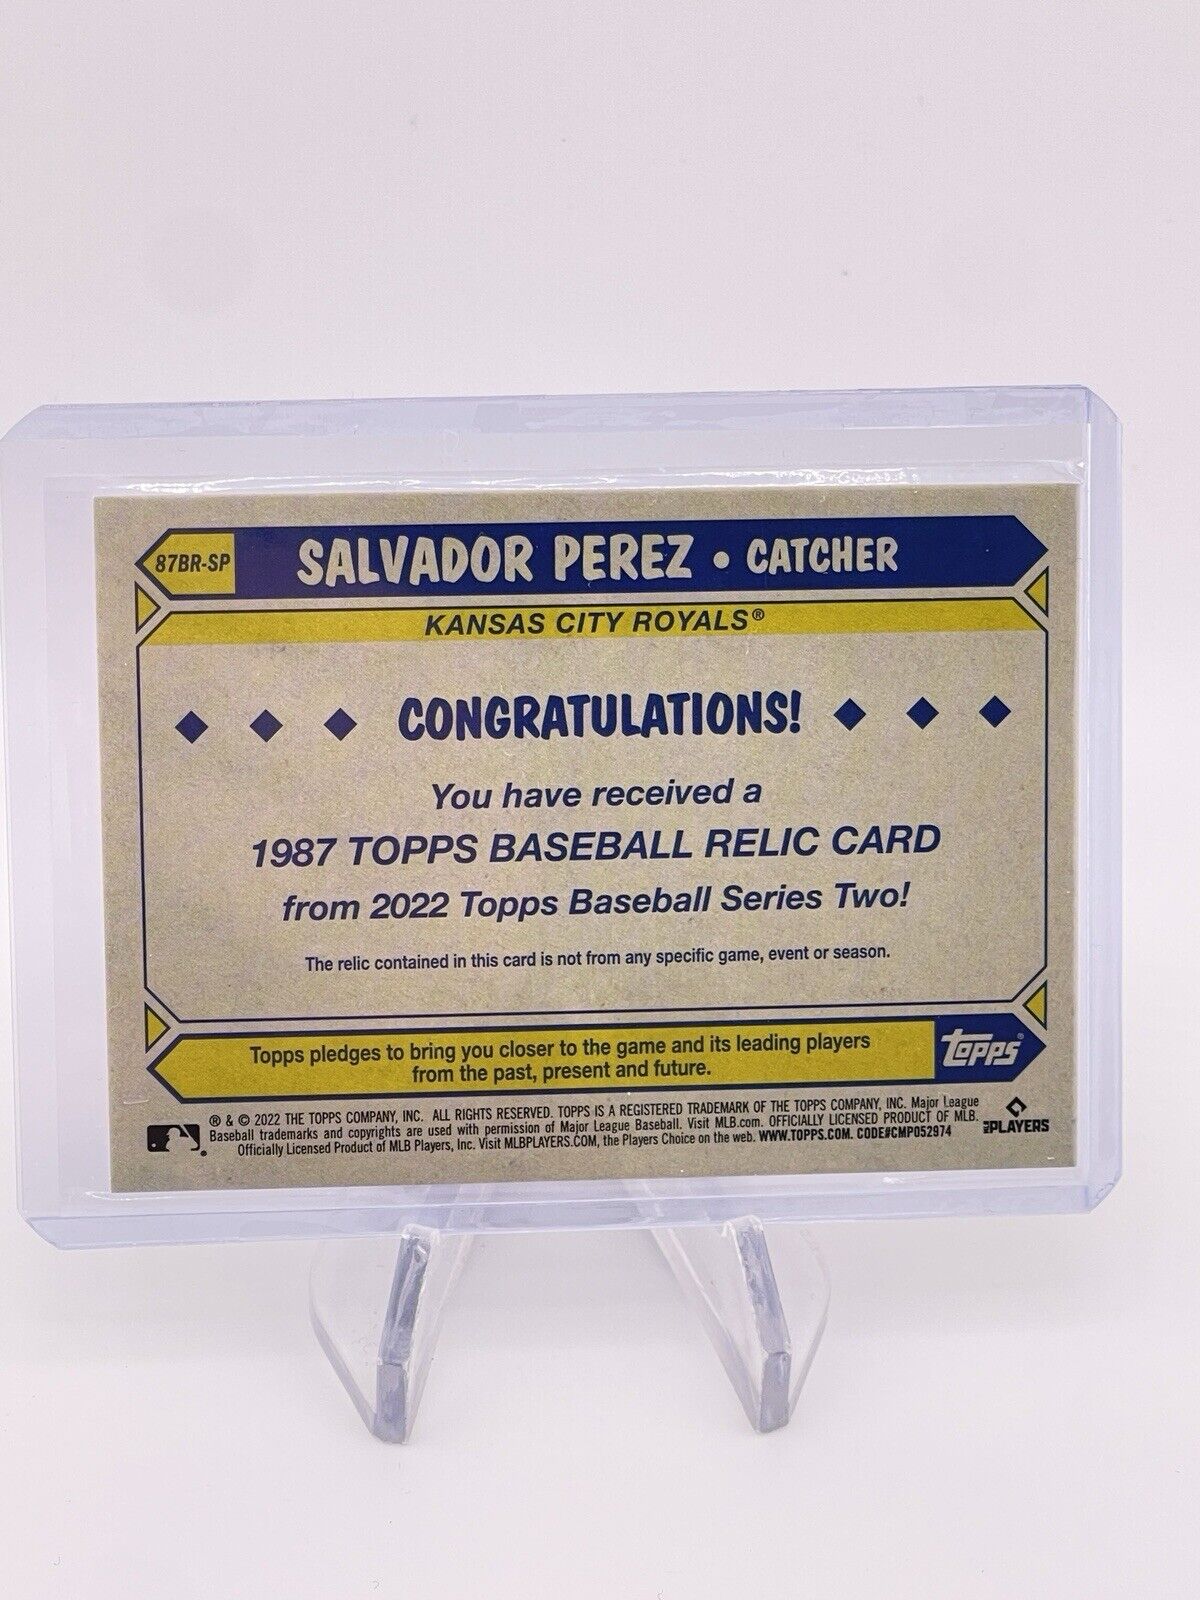 87BR-SP
SALVADOR PEREZ • CATCHER
KANSAS CITY ROYALS®
CONGRATULATIONS!
You have received a
1987 TOPPS BASEBALL RELIC CARD
from 2022 Topps Baseball Series Two!
The relic contained in this card is not from any specific game, event or season.
Topps pledges to bring you closer to the game and its leading players
from the past, present and future.
topps®
® & © 2022 THE TOPPS COMPANY, INC. ALL RIGHTS RESERVED. TOPPS IS A REGISTERED TRADEMARK OF THE TOPPS COMPANY, INC. Major League
Baseball trademarks and copyrights are used with permission of Major League Baseball. Visit MLB.com. OFFICIALLY LICENSED PRODUCT OF MLB.
Officially Licensed Product of MLB Players, Inc. Visit MLBPLAYERS.COM, the Players Choice on the web. WWW.TOPPS.COM. CODE#CMP052974
MLB PLAYERS